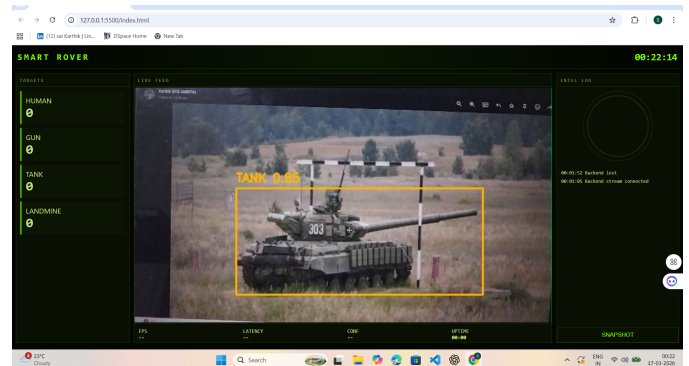 127.0.0.1:5500/index.html
(12) sai Karthik | Lin...
DSpace Home
New Tab
SMART ROVER
00:22:14
TARGETS
LIVE FEED
INTEL LOG
HUMAN
0
GUN
0
TANK
0
LANDMINE
0
TANK 0.85
303
00:01:52 Backend lost
00:01:05 Backend stream connected
FPS
--
LATENCY
--
CONF
--
UPTIME
00:00
SNAPSHOT
23°C
Cloudy
Search
ENG
IN
00:22
17-03-2026